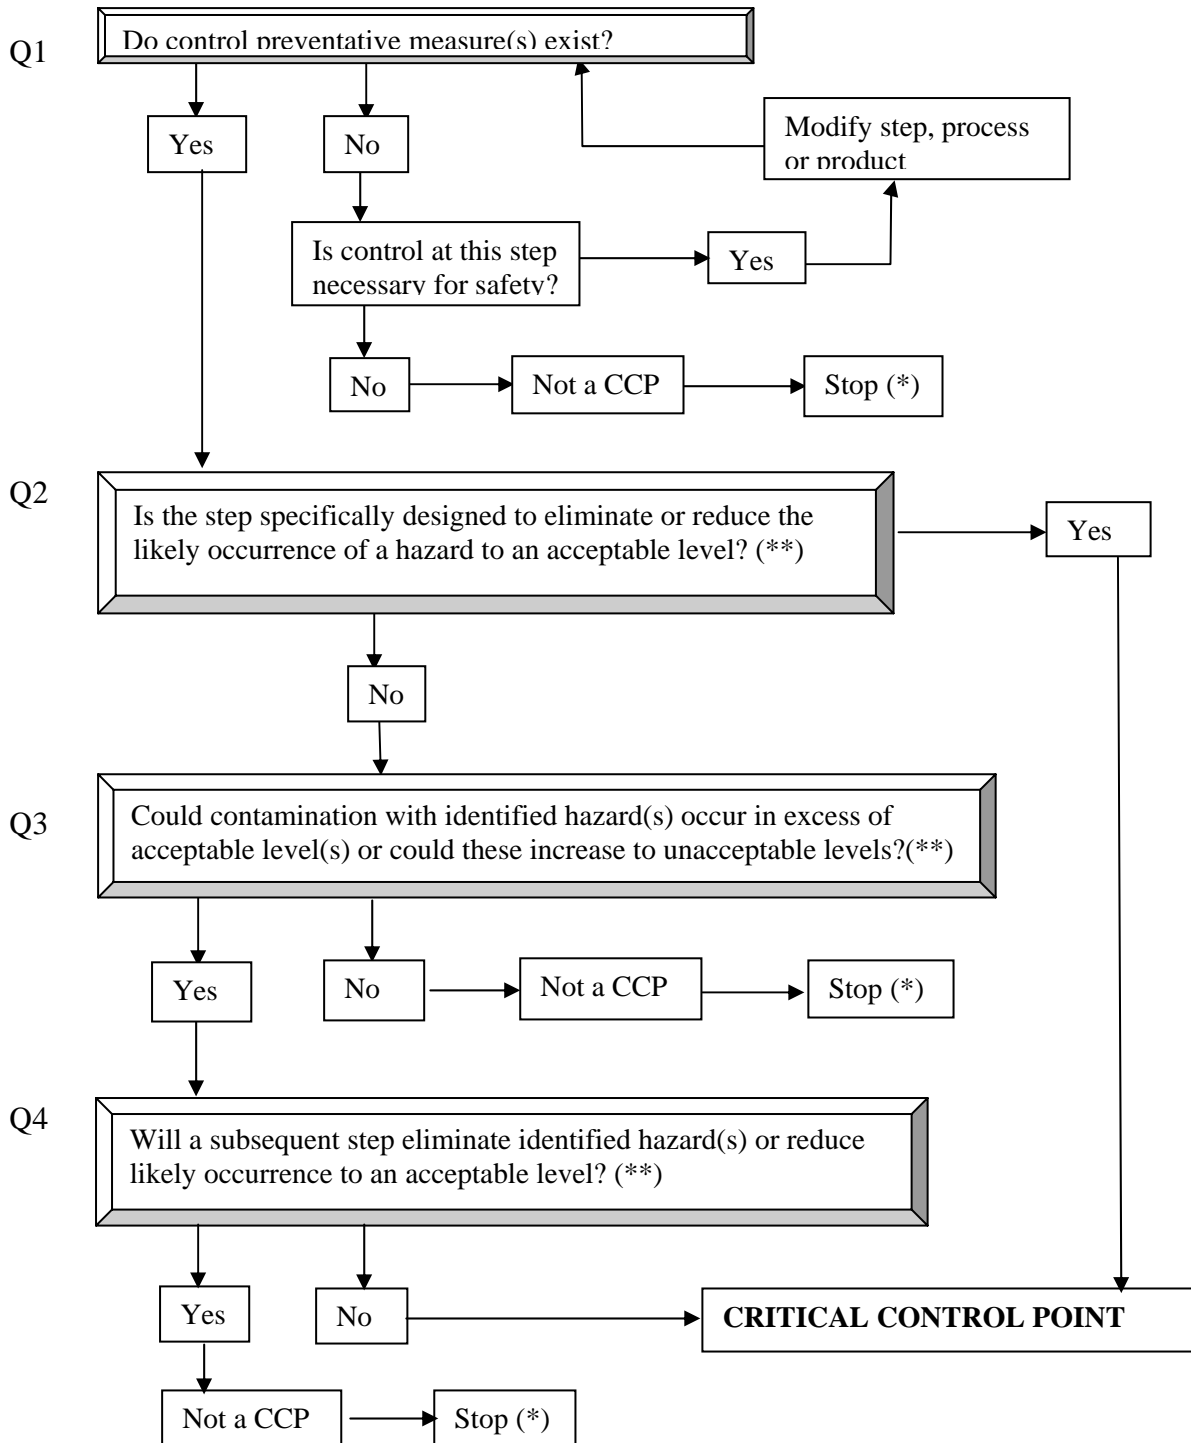 Q1
Do control preventative measure(s) exist?
Yes
No
Modify step, process
or product
Is control at this step
necessary for safety?
Yes
No
Not a CCP
Stop (*)
Q2
Is the step specifically designed to eliminate or reduce the
likely occurrence of a hazard to an acceptable level? (**)
Yes
No
Q3
Could contamination with identified hazard(s) occur in excess of
acceptable level(s) or could these increase to unacceptable levels?(**)
Yes
No
Not a CCP
Stop (*)
Q4
Will a subsequent step eliminate identified hazard(s) or reduce
likely occurrence to an acceptable level? (**)
Yes
No
CRITICAL CONTROL POINT
Not a CCP
Stop (*)